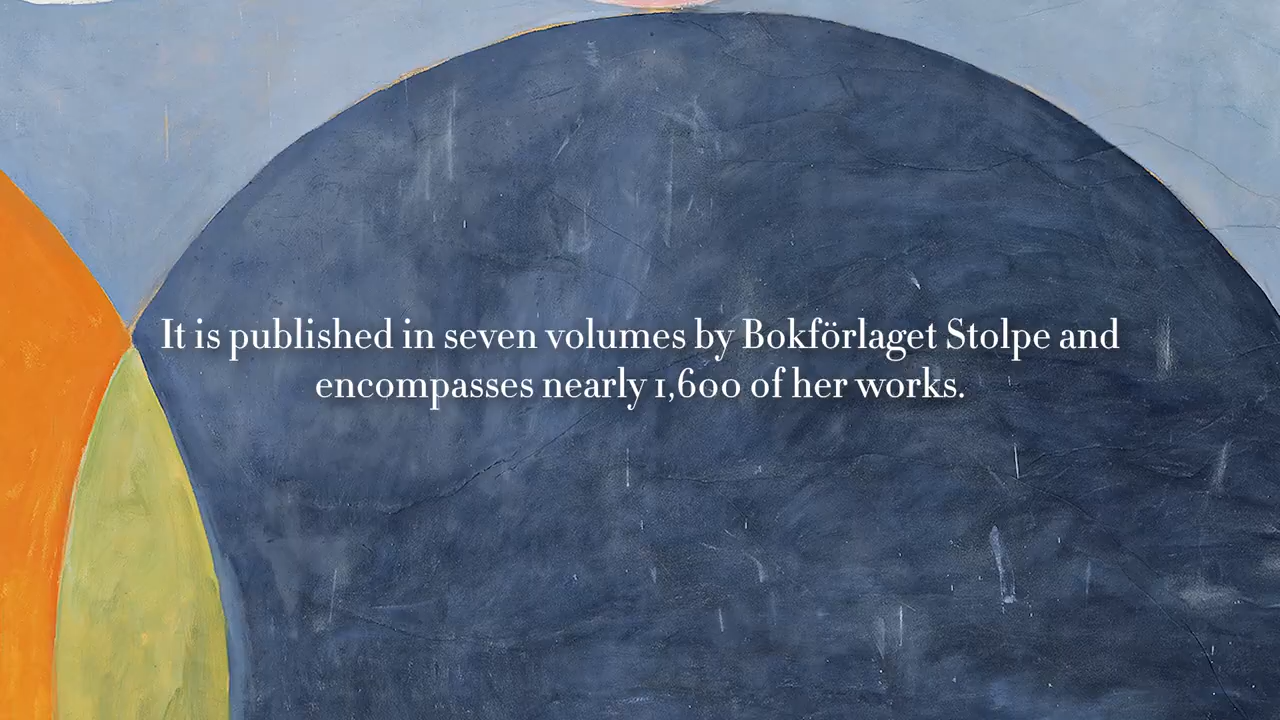 It is published in seven volumes by Bokförlaget Stolpe and
encompasses nearly 1,600 of her works.